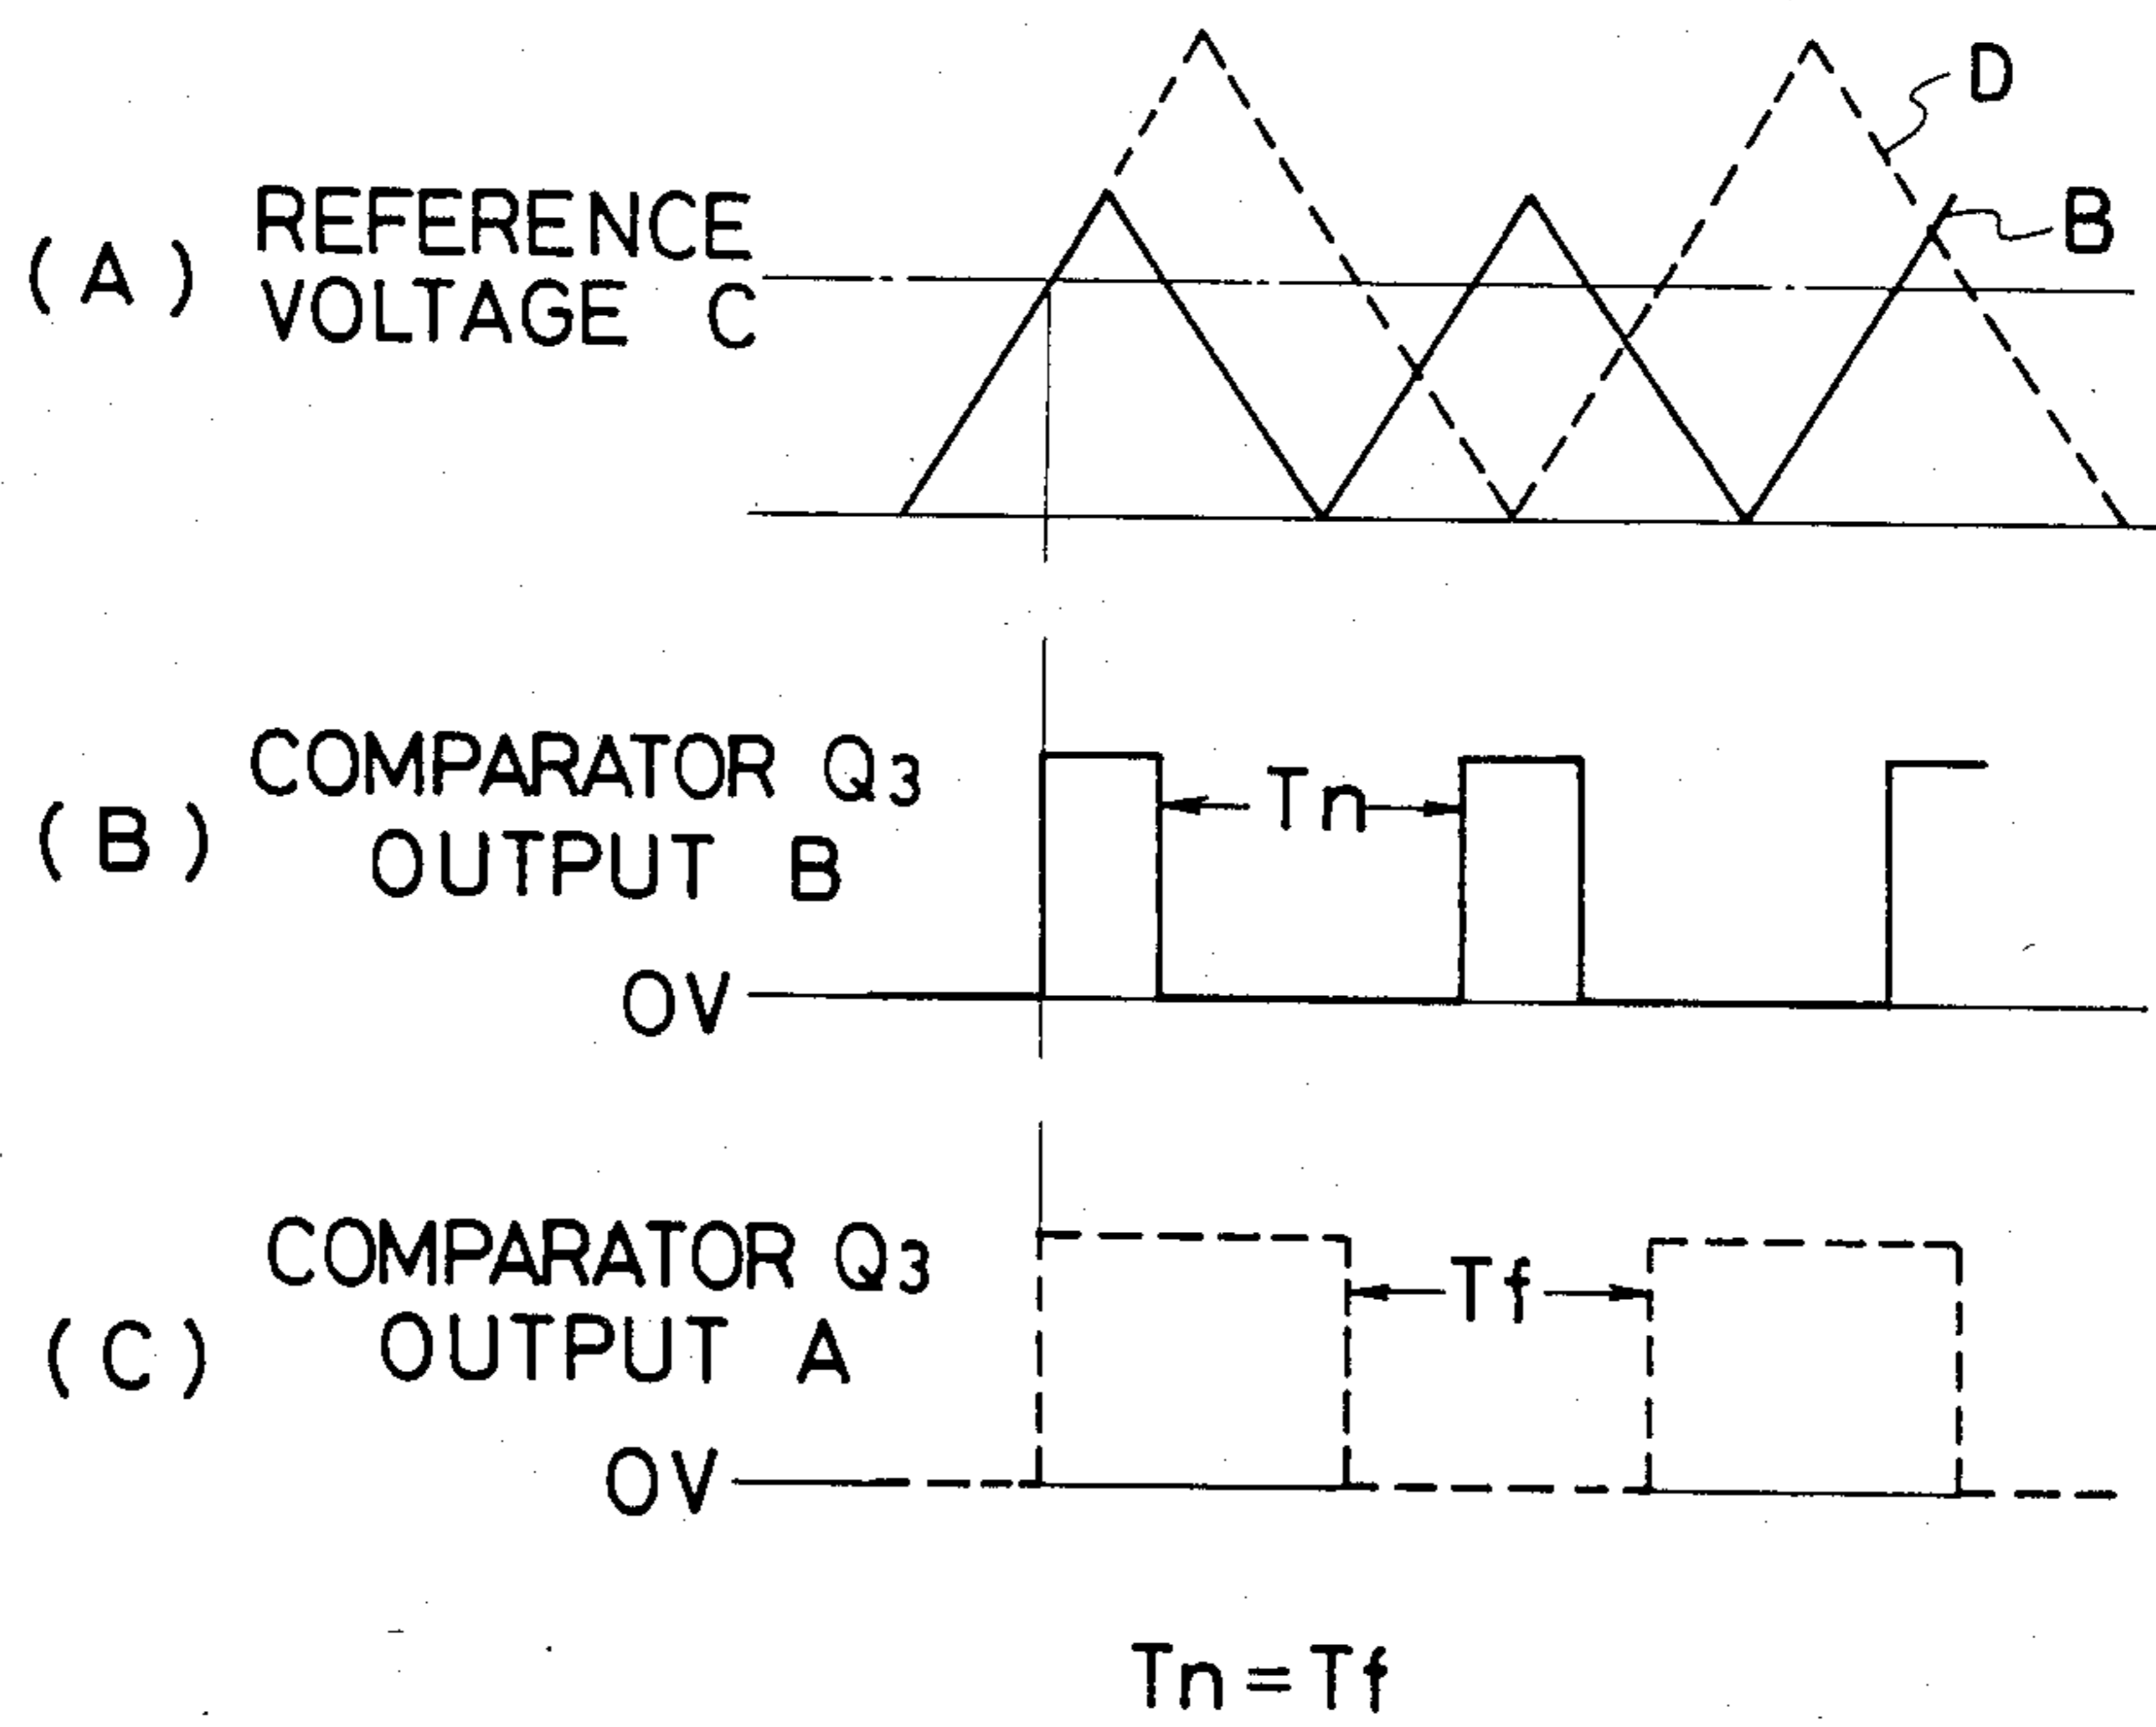 D
B
(A) REFERENCE
VOLTAGE C
COMPARATOR Q3
(B) OUTPUT B
Tn
0V
COMPARATOR Q3
(C) OUTPUT A
Tf
0V
Tn=Tf